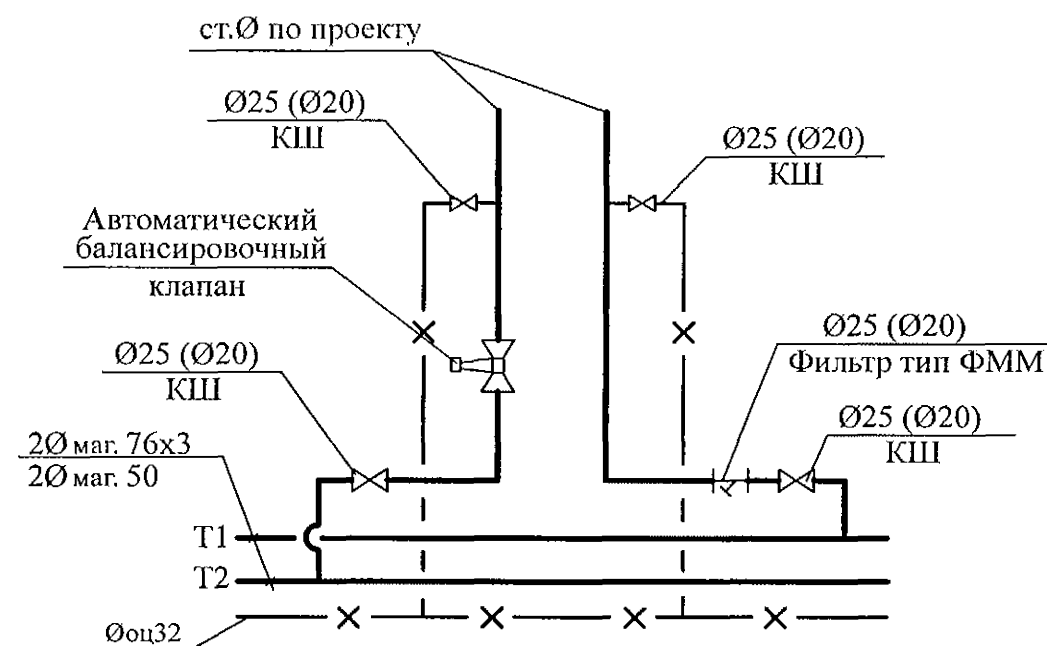 ст.Ø по проекту
Ø25 (Ø20)
КШ
Ø25 (Ø20)
КШ
Автоматический
балансировочный
клапан
Ø25 (Ø20)
Фильтр тип ФММ
Ø25 (Ø20)
КШ
Ø25 (Ø20)
КШ
2Ø маг. 76х3
2Ø маг. 50
Т1
Т2
Øоц32